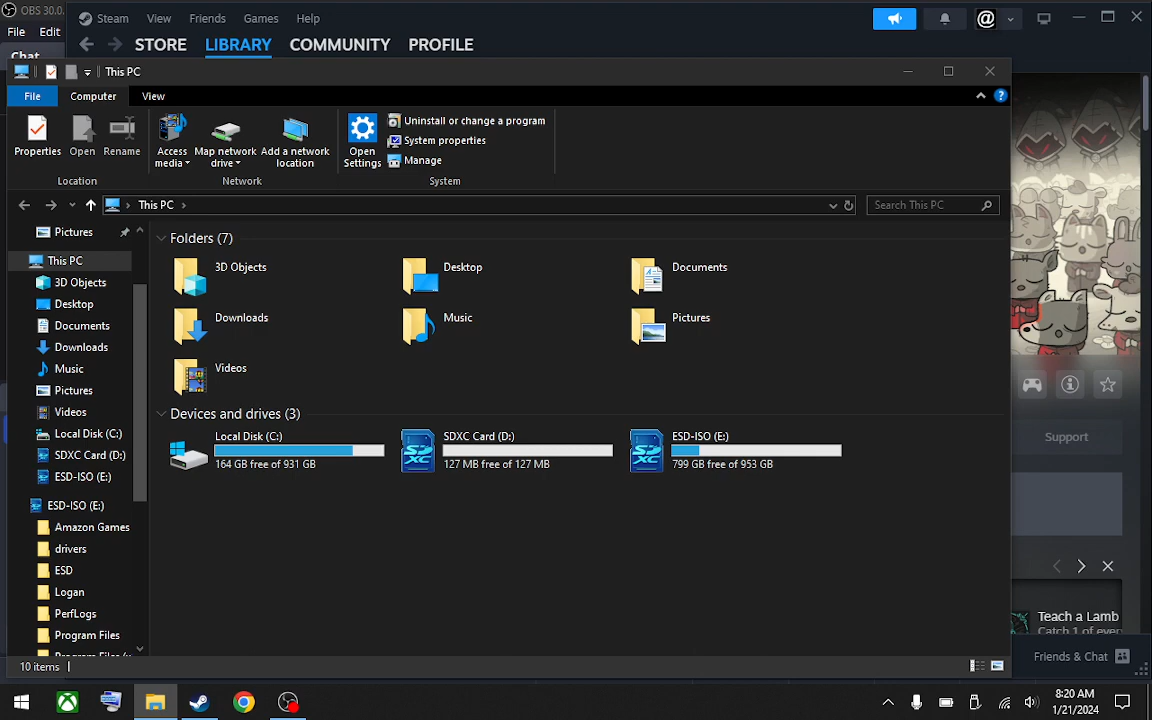 OBS 30.0.
Steam View Friends Games Help
File Edit
STORE LIBRARY COMMUNITY PROFILE
Chat
This PC
File Computer View
Properties Open Rename Access media Map network drive Add a network location Open Settings
Uninstall or change a program
System properties
Manage
Location Network System
This PC
Search This PC
Pictures
This PC
3D Objects
Desktop
Documents
Downloads
Music
Pictures
Videos
Local Disk (C:)
SDXC Card (D:)
ESD-ISO (E:)
ESD-ISO (E:)
Amazon Games
drivers
ESD
Logan
PerfLogs
Program Files
Folders (7)
3D Objects Desktop Documents
Downloads Music Pictures
Videos
Devices and drives (3)
Local Disk (C:)
164 GB free of 931 GB
SDXC Card (D:)
127 MB free of 127 MB
ESD-ISO (E:)
799 GB free of 953 GB
Support
Teach a Lamb
Catch 1 of every
Friends & Chat
10 items
8:20 AM
1/21/2024